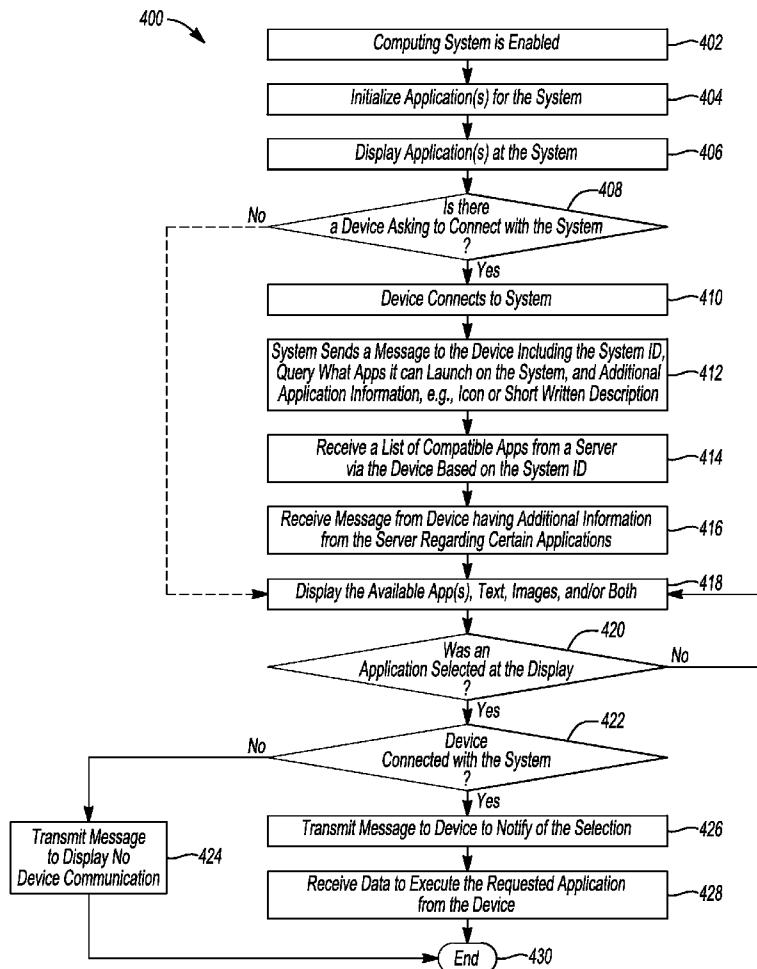 400
Computing System is Enabled
402
Initialize Application(s) for the System
404
Display Application(s) at the System
406
408
Is there
a Device Asking to Connect with the System
?
No
Yes
Device Connects to System
410
System Sends a Message to the Device Including the System ID,
Query What Apps it can Launch on the System, and Additional
Application Information, e.g., Icon or Short Written Description
412
Receive a List of Compatible Apps from a Server
via the Device Based on the System ID
414
Receive Message from Device having Additional Information
from the Server Regarding Certain Applications
416
Display the Available App(s), Text, Images, and/or Both
418
420
Was an
Application Selected at the Display
?
No
Yes
422
Device
Connected with the System
?
No
Yes
Transmit Message
to Display No
Device Communication
424
Transmit Message to Device to Notify of the Selection
426
Receive Data to Execute the Requested Application
from the Device
428
End
430